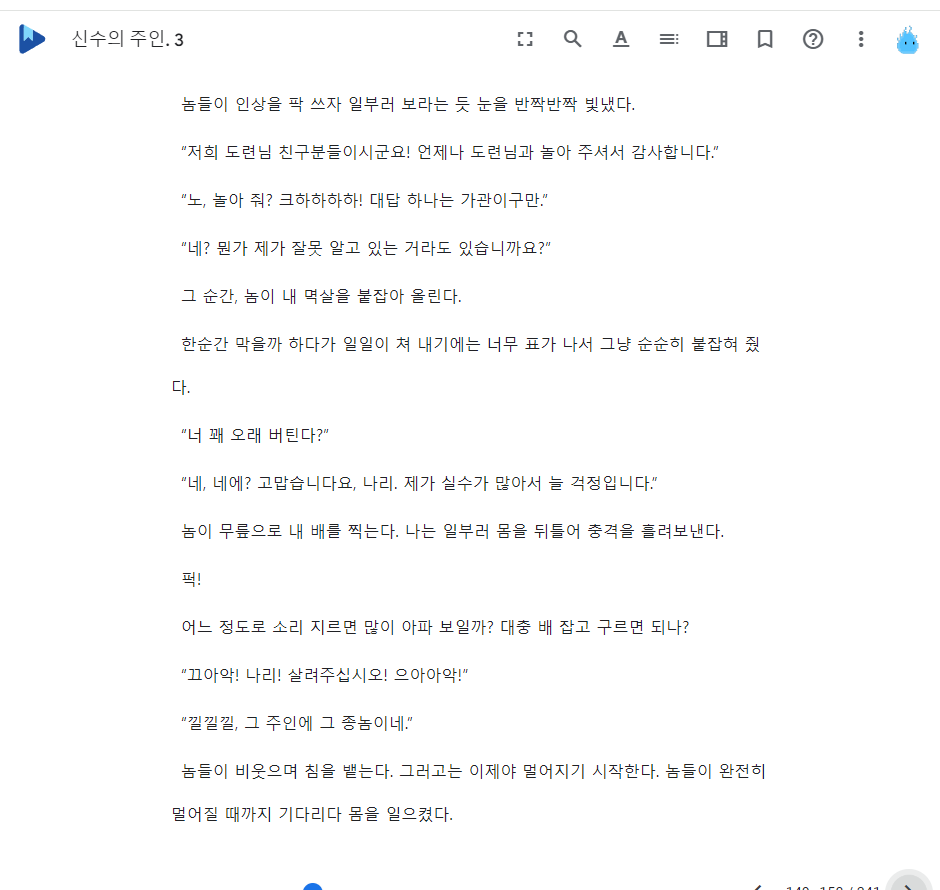 신수의 주인. 3
놈들이 인상을 팍 쓰자 일부러 보라는 듯 눈을 반짝반짝 빛냈다.
“저희 도련님 친구분들이시군요! 언제나 도련님과 놀아 주셔서 감사합니다.”
“노, 놀아 줘? 크하하하하! 대답 하나는 가관이구만.”
“네? 뭔가 제가 잘못 알고 있는 거라도 있습니까요?”
그 순간, 놈이 내 멱살을 붙잡아 올린다.
한순간 막을까 하다가 일일이 쳐 내기에는 너무 표가 나서 그냥 순순히 붙잡혀 줬
다.
“너 꽤 오래 버틴다?”
“네, 네에? 고맙습니다요, 나리. 제가 실수가 많아서 늘 걱정입니다.”
놈이 무릎으로 내 배를 찍는다. 나는 일부러 몸을 뒤틀어 충격을 흘려보낸다.
퍽!
어느 정도로 소리 지르면 많이 아파 보일까? 대충 배 잡고 구르면 되나?
“끄아악! 나리! 살려주십시오! 으아아악!”
“낄낄낄, 그 주인에 그 종놈이네.”
놈들이 비웃으며 침을 뱉는다. 그러고는 이제야 멀어지기 시작한다. 놈들이 완전히
멀어질 때까지 기다리다 몸을 일으켰다.